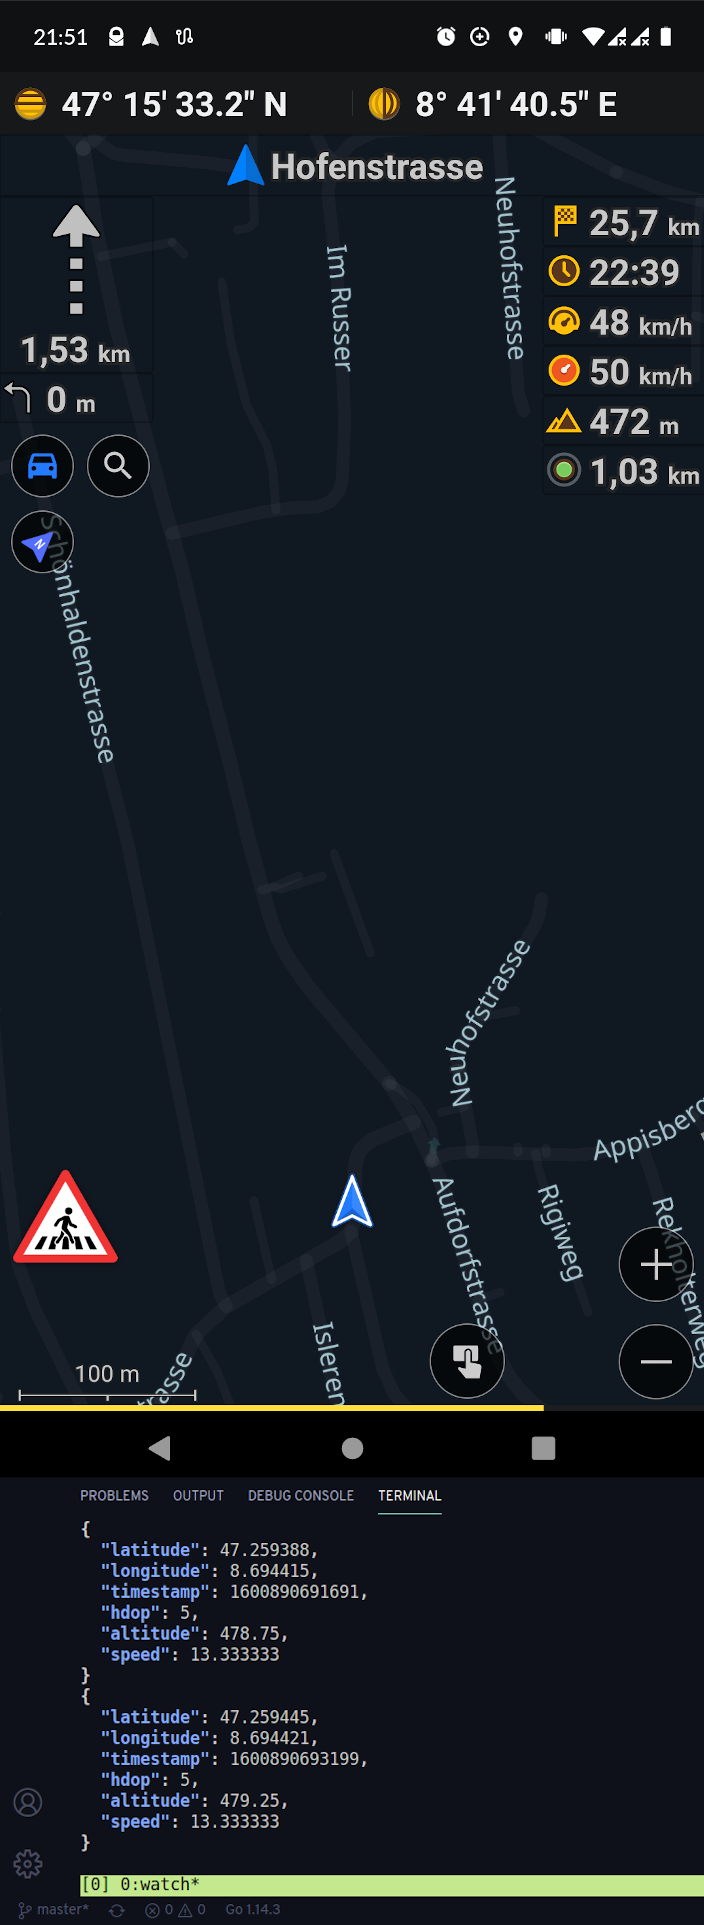 21:51
47° 15' 33.2" N
8° 41' 40.5" E
Hofenstrasse
Neuhofstrasse
Im Russer
25,7 km
22:39
1,53 km
48 km/h
50 km/h
0 m
472 m
1,03 km
N
Schönhaldenstrasse
Neuhofstrasse
Appisberg
Aufdorfstrasse
Rigiweg
Rekholterweg
Isleren
100 m
trasse
PROBLEMS OUTPUT DEBUG CONSOLE TERMINAL
{
"latitude": 47.259388,
"longitude": 8.694415,
"timestamp": 1600890691691,
"hdop": 5,
"altitude": 478.75,
"speed": 13.333333
}
{
"latitude": 47.259445,
"longitude": 8.694421,
"timestamp": 1600890693199,
"hdop": 5,
"altitude": 479.25,
"speed": 13.333333
}
[0] 0:watch*
master* 0 0 Go 1.14.3